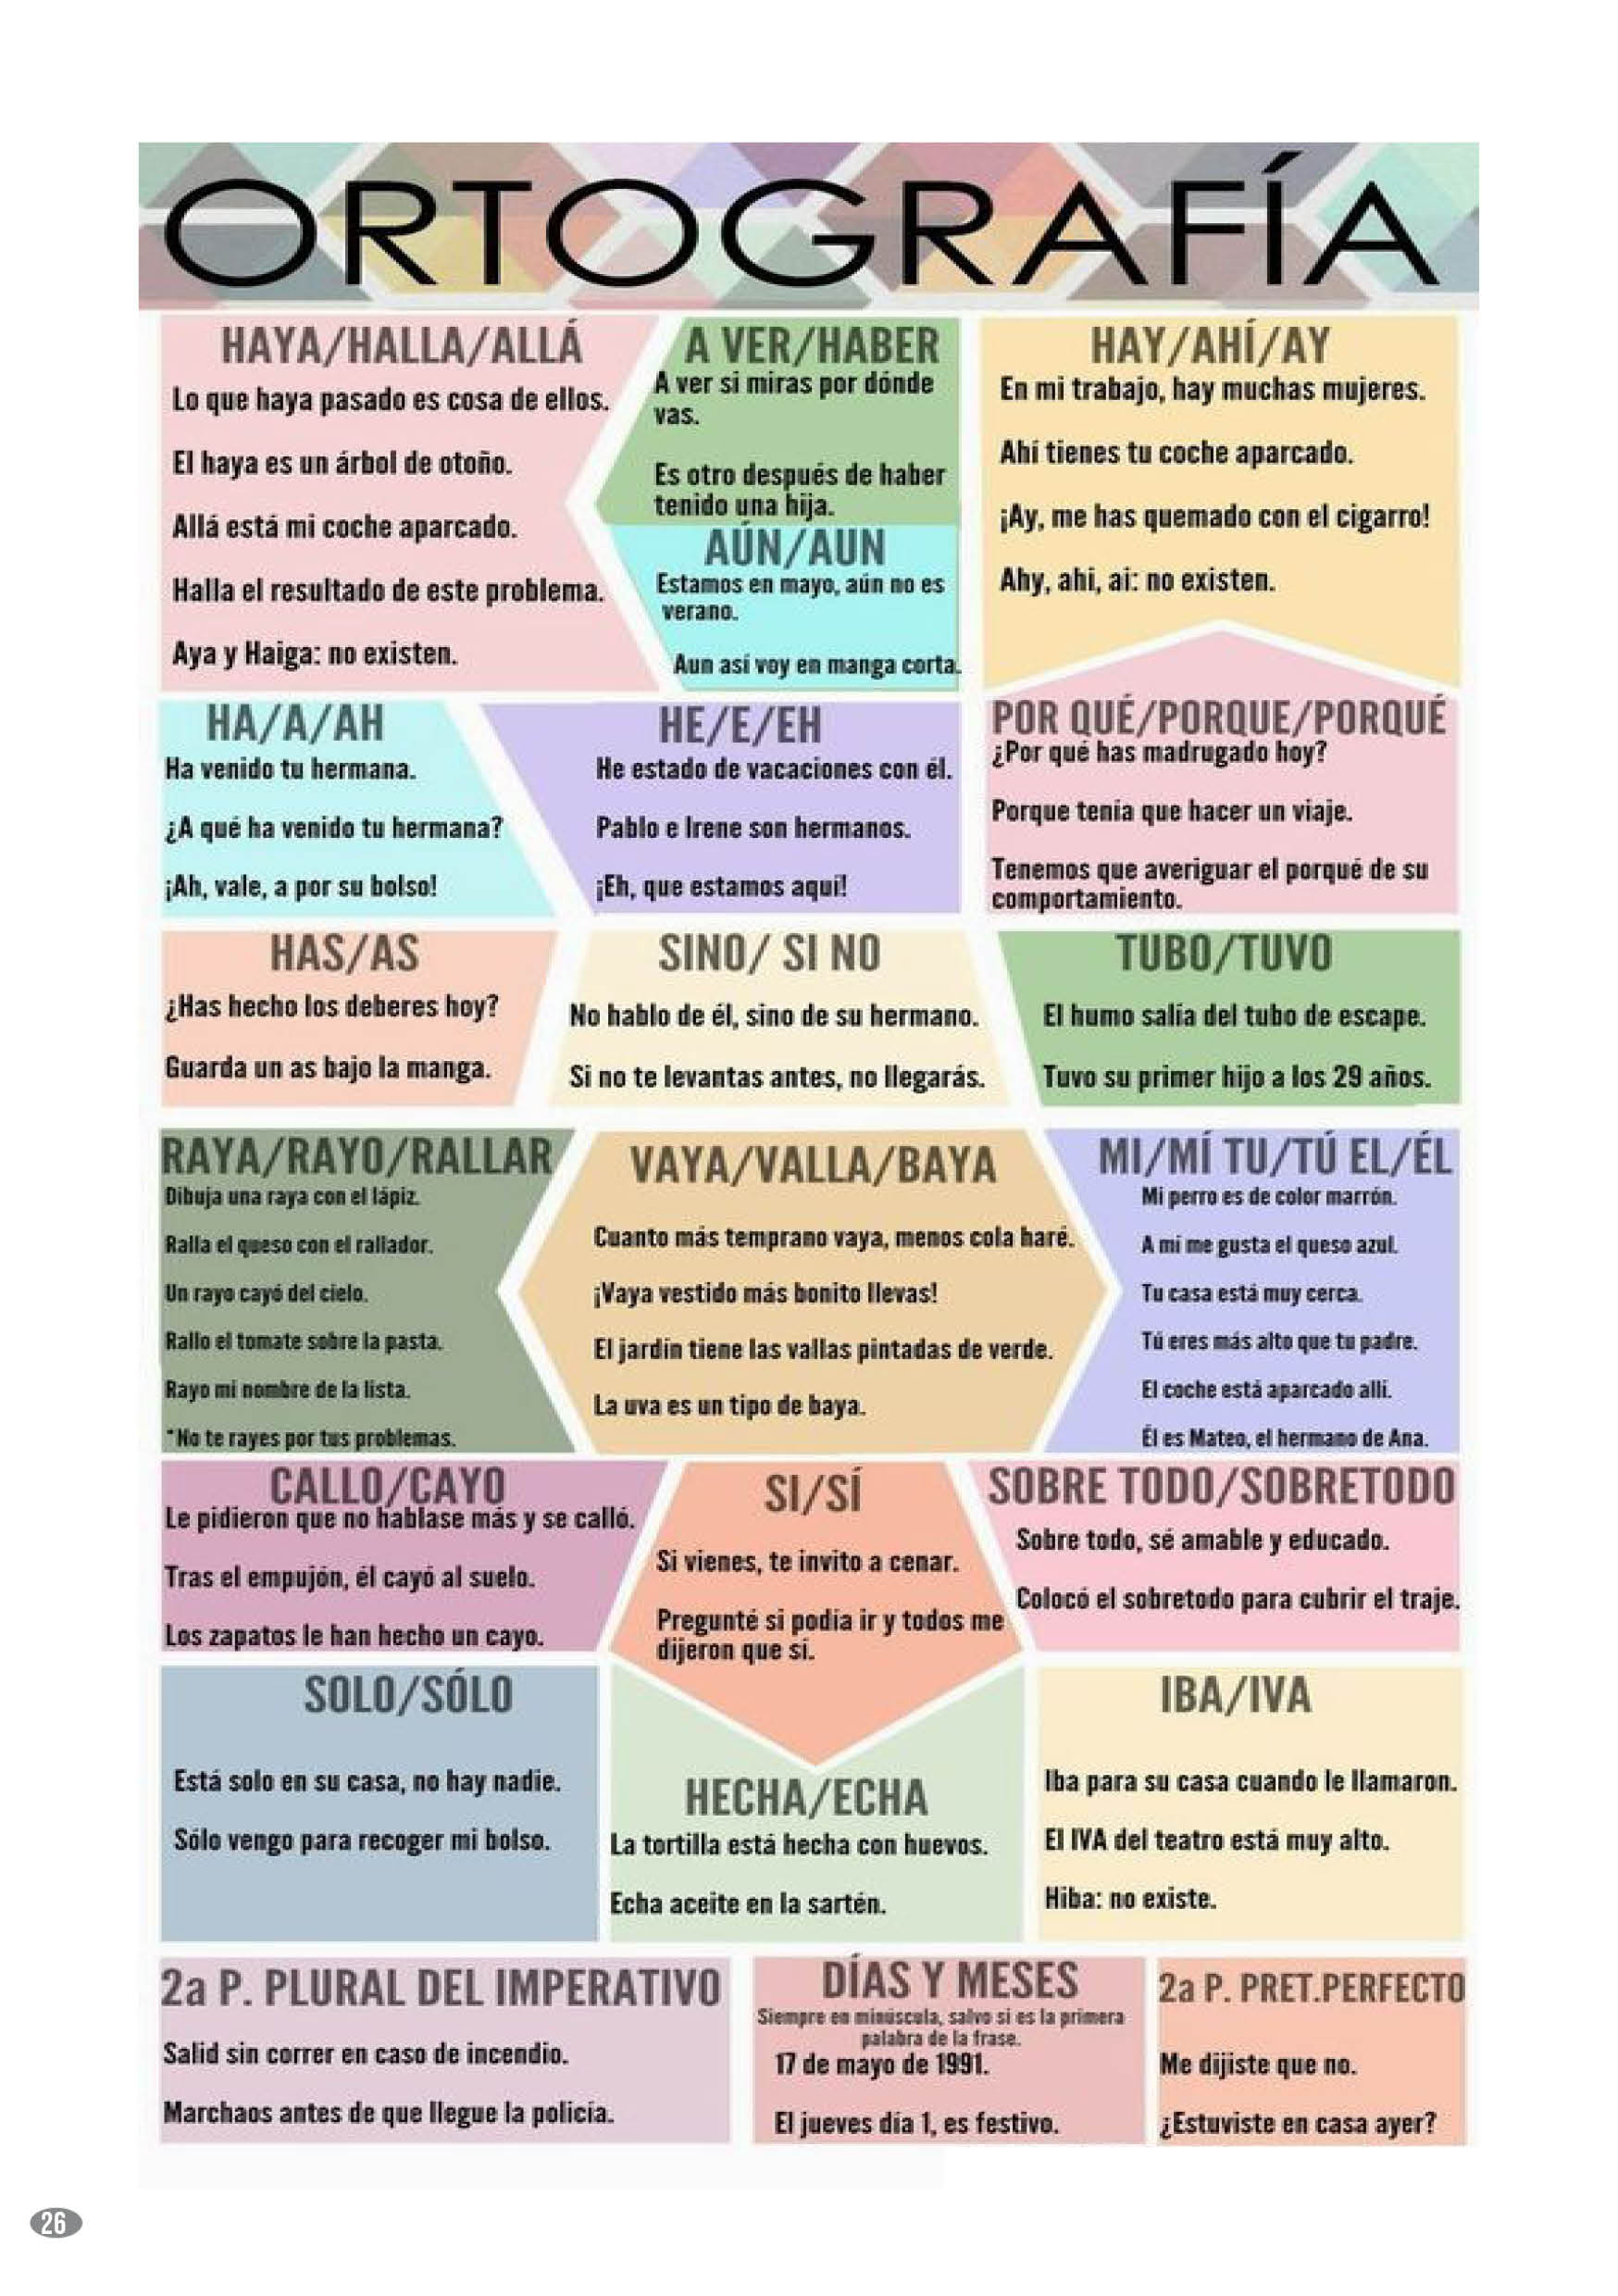 ORTOGRAFÍA
HAYA/HALLA/ALLÁ
Lo que haya pasado es cosa de ellos.
El haya es un árbol de otoño.
Allá está mi coche aparcado.
Halla el resultado de este problema.
Aya y Haiga: no existen.
A VER/HABER
A ver si miras por dónde
vas.
Es otro después de haber
tenido una hija.
AÚN/AUN
Estamos en mayo, aún no es
verano.
Aun así voy en manga corta.
HAY/AHÍ/AY
En mi trabajo, hay muchas mujeres.
Ahí tienes tu coche aparcado.
¡Ay, me has quemado con el cigarro!
Ahy, ahi, ai: no existen.
HA/A/AH
Ha venido tu hermana.
¿A qué ha venido tu hermana?
¡Ah, vale, a por su bolso!
HE/E/EH
He estado de vacaciones con él.
Pablo e Irene son hermanos.
¡Eh, que estamos aquí!
POR QUÉ/PORQUE/PORQUÉ
¿Por qué has madrugado hoy?
Porque tenía que hacer un viaje.
Tenemos que averiguar el porqué de su
comportamiento.
HAS/AS
¿Has hecho los deberes hoy?
Guarda un as bajo la manga.
SINO/ SI NO
No hablo de él, sino de su hermano.
Si no te levantas antes, no llegarás.
TUBO/TUVO
El humo salía del tubo de escape.
Tuvo su primer hijo a los 29 años.
RAYA/RAYO/RALLAR
Dibuja una raya con el lápiz.
Ralla el queso con el rallador.
Un rayo cayó del cielo.
Rallo el tomate sobre la pasta.
Rayo mi nombre de la lista.
*No te rayes por tus problemas.
VAYA/VALLA/BAYA
Cuanto más temprano vaya, menos cola haré.
¡Vaya vestido más bonito llevas!
El jardín tiene las vallas pintadas de verde.
La uva es un tipo de baya.
MI/MÍ TU/TÚ EL/ÉL
Mi perro es de color marrón.
A mí me gusta el queso azul.
Tu casa está muy cerca.
Tú eres más alto que tu padre.
El coche está aparcado allí.
Él es Mateo, el hermano de Ana.
CALLO/CAYO
Le pidieron que no hablase más y se calló.
Tras el empujón, él cayó al suelo.
Los zapatos le han hecho un cayo.
SI/SÍ
Si vienes, te invito a cenar.
Pregunté si podía ir y todos me
dijeron que sí.
SOBRE TODO/SOBRETODO
Sobre todo, sé amable y educado.
Colocó el sobretodo para cubrir el traje.
SOLO/SÓLO
Está solo en su casa, no hay nadie.
Sólo vengo para recoger mi bolso.
HECHA/ECHA
La tortilla está hecha con huevos.
Echa aceite en la sartén.
IBA/IVA
Iba para su casa cuando le llamaron.
El IVA del teatro está muy alto.
Hiba: no existe.
2a P. PLURAL DEL IMPERATIVO
Salid sin correr en caso de incendio.
Marchaos antes de que llegue la policía.
DÍAS Y MESES
Siempre en minúscula, salvo si es la primera
palabra de la frase.
17 de mayo de 1991.
El jueves día 1, es festivo.
2a P. PRET.PERFECTO
Me dijiste que no.
¿Estuviste en casa ayer?
26